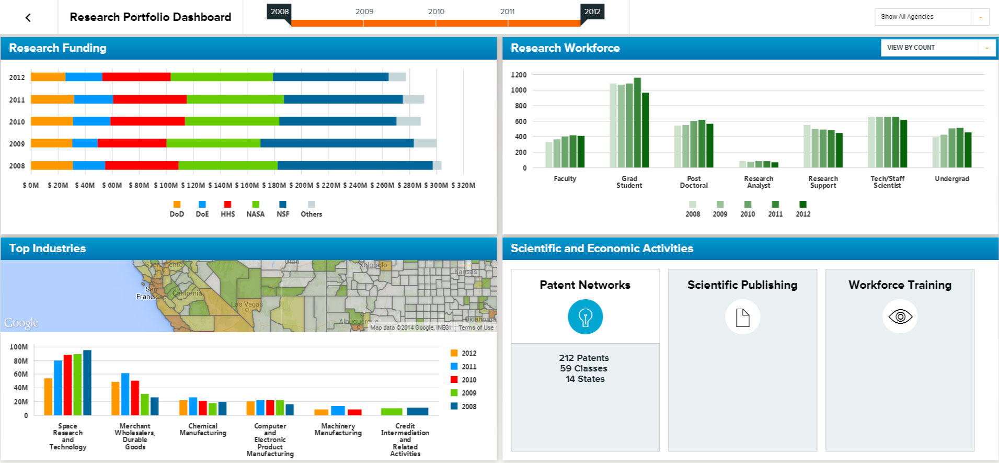 Research Portfolio Dashboard
2008 2009 2010 2011 2012
Show All Agencies
Research Funding
2012
2011
2010
2009
2008
$ 0M $ 20M $ 40M $ 60M $ 80M $ 100M $ 120M $ 140M $ 160M $ 180M $ 200M $ 220M $ 240M $ 260M $ 280M $ 300M $ 320M
DoD DoE HHS NASA NSF Others
Research Workforce
VIEW BY COUNT
1200
1000
800
600
400
200
0
Faculty
Grad
Student
Post
Doctoral
Research
Analyst
Research
Support
Tech/Staff
Scientist
Undergrad
2008 2009 2010 2011 2012
Top Industries
Sacramento
Utah
Colorado
Kansas
San
Francisco
California
Las Vegas
Albuquerque
Oklahoma
Google
Map data ©2014 Google, INEGI Terms of Use
100M
80M
60M
40M
20M
0
2012
2011
2010
2009
2008
Space
Research
and
Technology
Merchant
Wholesalers,
Durable
Goods
Chemical
Manufacturing
Computer
and
Electronic
Product
Manufacturing
Machinery
Manufacturing
Credit
Intermediation
and
Related
Activities
Scientific and Economic Activities
Patent Networks
212 Patents
59 Classes
14 States
Scientific Publishing
Workforce Training